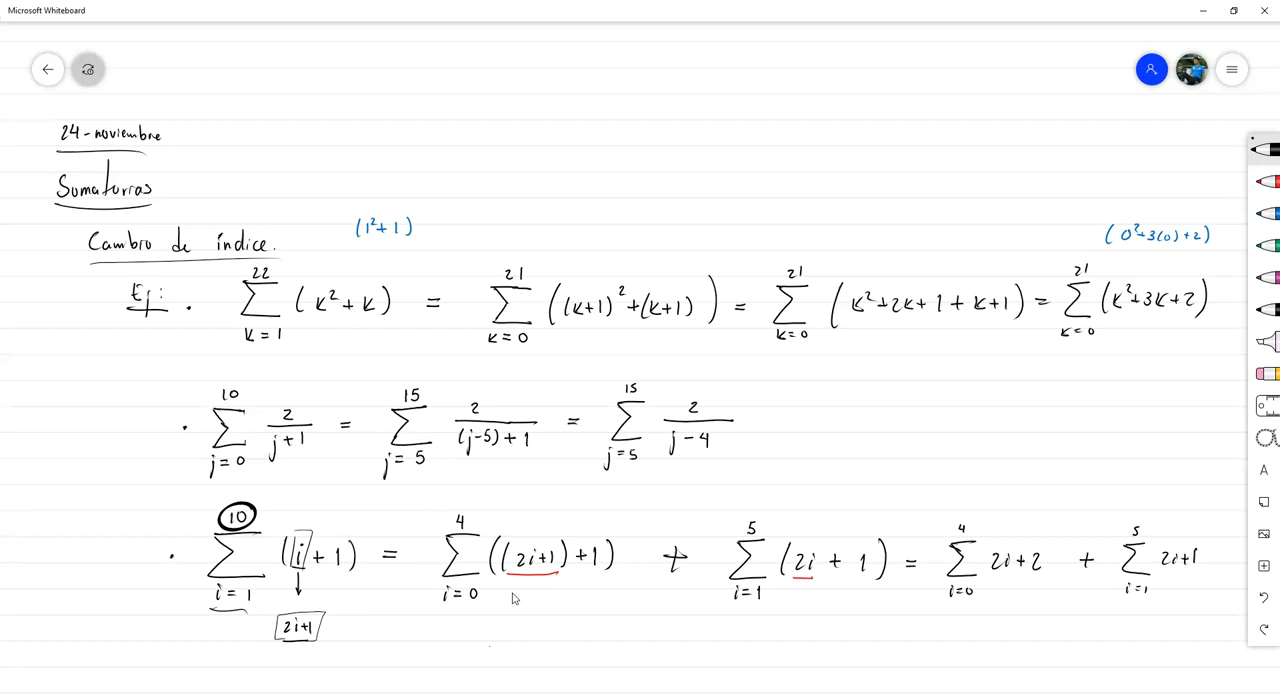 Microsoft Whiteboard
24-noviembre
Sumatorias
Cambio de índice.
(1²+1)
(0²+3(0)+2)
Ej: · ∑_{k=1}^{22} (k²+k) = ∑_{k=0}^{21} ((k+1)²+(k+1)) = ∑_{k=0}^{21} (k²+2k+1+k+1) = ∑_{k=0}^{21} (k²+3k+2)
· ∑_{j=0}^{10} 2/(j+1) = ∑_{j=5}^{15} 2/((j-5)+1) = ∑_{j=5}^{15} 2/(j-4)
· ∑_{i=1}^{10} (i+1) = ∑_{i=0}^{4} ((2i+1)+1) + ∑_{i=1}^{5} (2i+1) = ∑_{i=0}^{4} 2i+2 + ∑_{i=1}^{5} 2i+1
2i+1
A